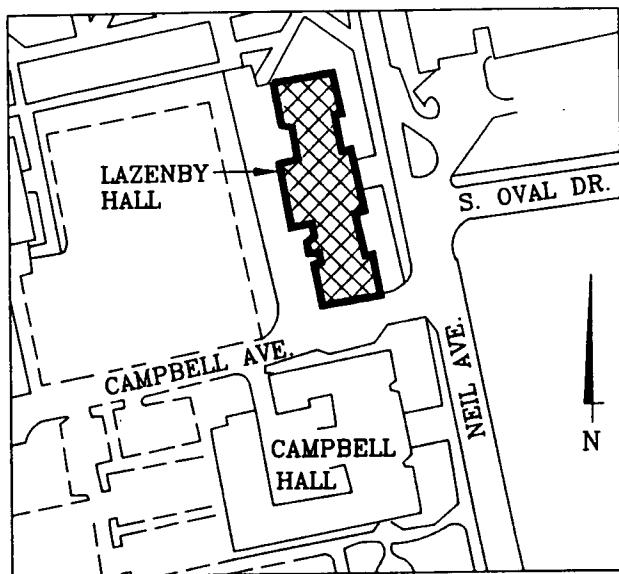 LAZENBY
HALL
S. OVAL DR.
CAMPBELL AVE.
NEIL AVE.
CAMPBELL
HALL
N